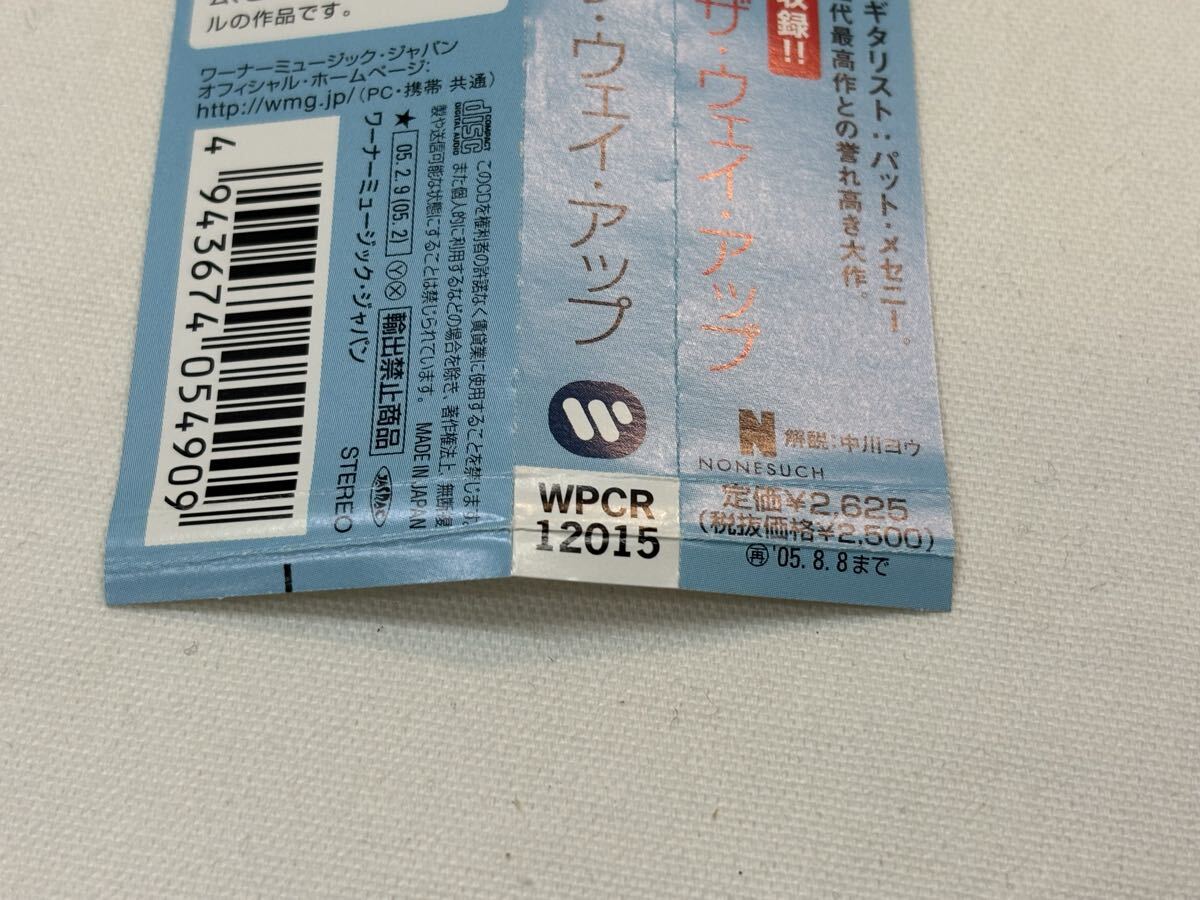 ルの作品です。
ワーナーミュージック・ジャパン
オフィシャル・ホームページ:
http://wmg.jp/(PC・携帯 共通)
4 943674 054909
COMPACT
disc
DIGITAL AUDIO
このCDを権利者の許諾なく賃貸業に使用することを禁じます。
また個人的に利用するなどの場合を除き、著作権法上、無断複
製や送信可能な状態にすることは禁じられています。 MADE IN JAPAN
★ 05.2.9 (05.2) Ⓨ Ⓧ 輸出禁止商品
ワーナーミュージック・ジャパン
STEREO
ウェイ・アップ
WPCR
12015
収録!!
ザ・ウェイ・アップ
N
NONESUCH
ギタリスト:パット・メセニー。
代最高作との誉れ高き大作。
解説:中川ヨウ
定価¥2,625
(税抜価格¥2,500)
㊥'05.8.8まで